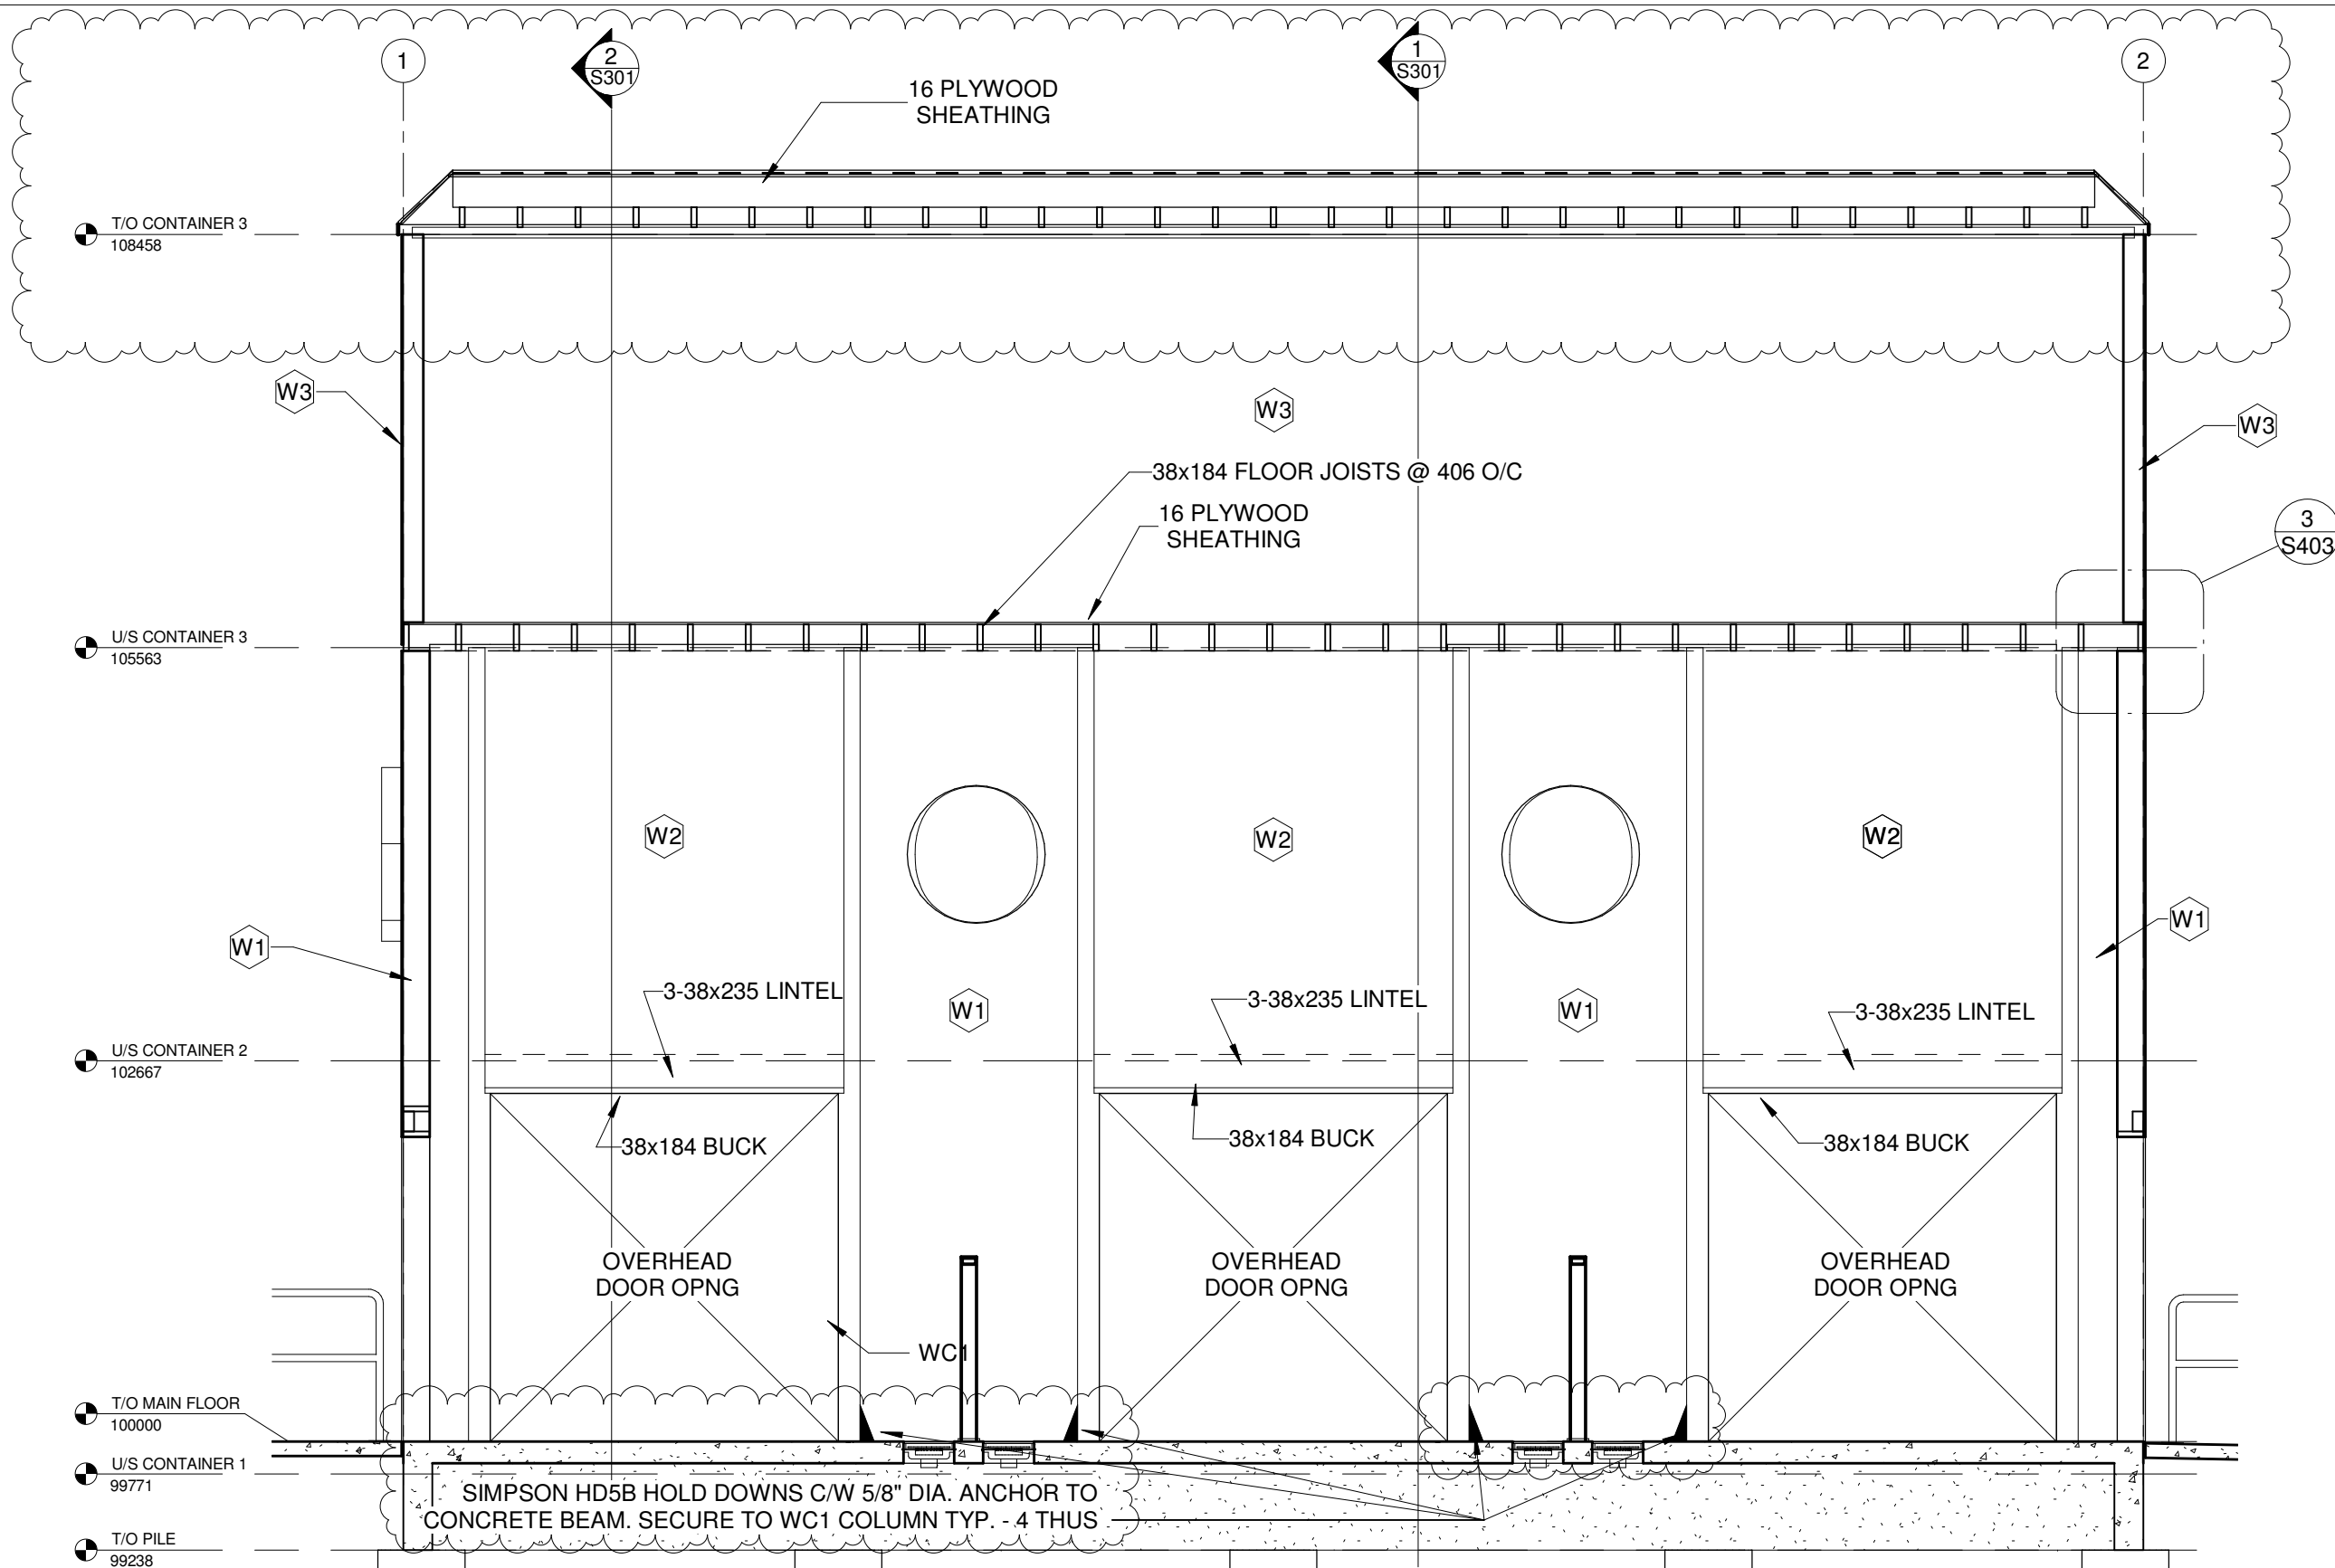 1
2
S301
1
S301
2
16 PLYWOOD
SHEATHING
T/O CONTAINER 3
108458
W3
W3
W3
38x184 FLOOR JOISTS @ 406 O/C
16 PLYWOOD
SHEATHING
3
S403
U/S CONTAINER 3
105563
W2
W2
W2
W1
W1
3-38x235 LINTEL
W1
3-38x235 LINTEL
W1
3-38x235 LINTEL
U/S CONTAINER 2
102667
38x184 BUCK
38x184 BUCK
38x184 BUCK
OVERHEAD
DOOR OPNG
OVERHEAD
DOOR OPNG
OVERHEAD
DOOR OPNG
WC1
T/O MAIN FLOOR
100000
U/S CONTAINER 1
99771
SIMPSON HD5B HOLD DOWNS C/W 5/8" DIA. ANCHOR TO
CONCRETE BEAM. SECURE TO WC1 COLUMN TYP. - 4 THUS
T/O PILE
99238